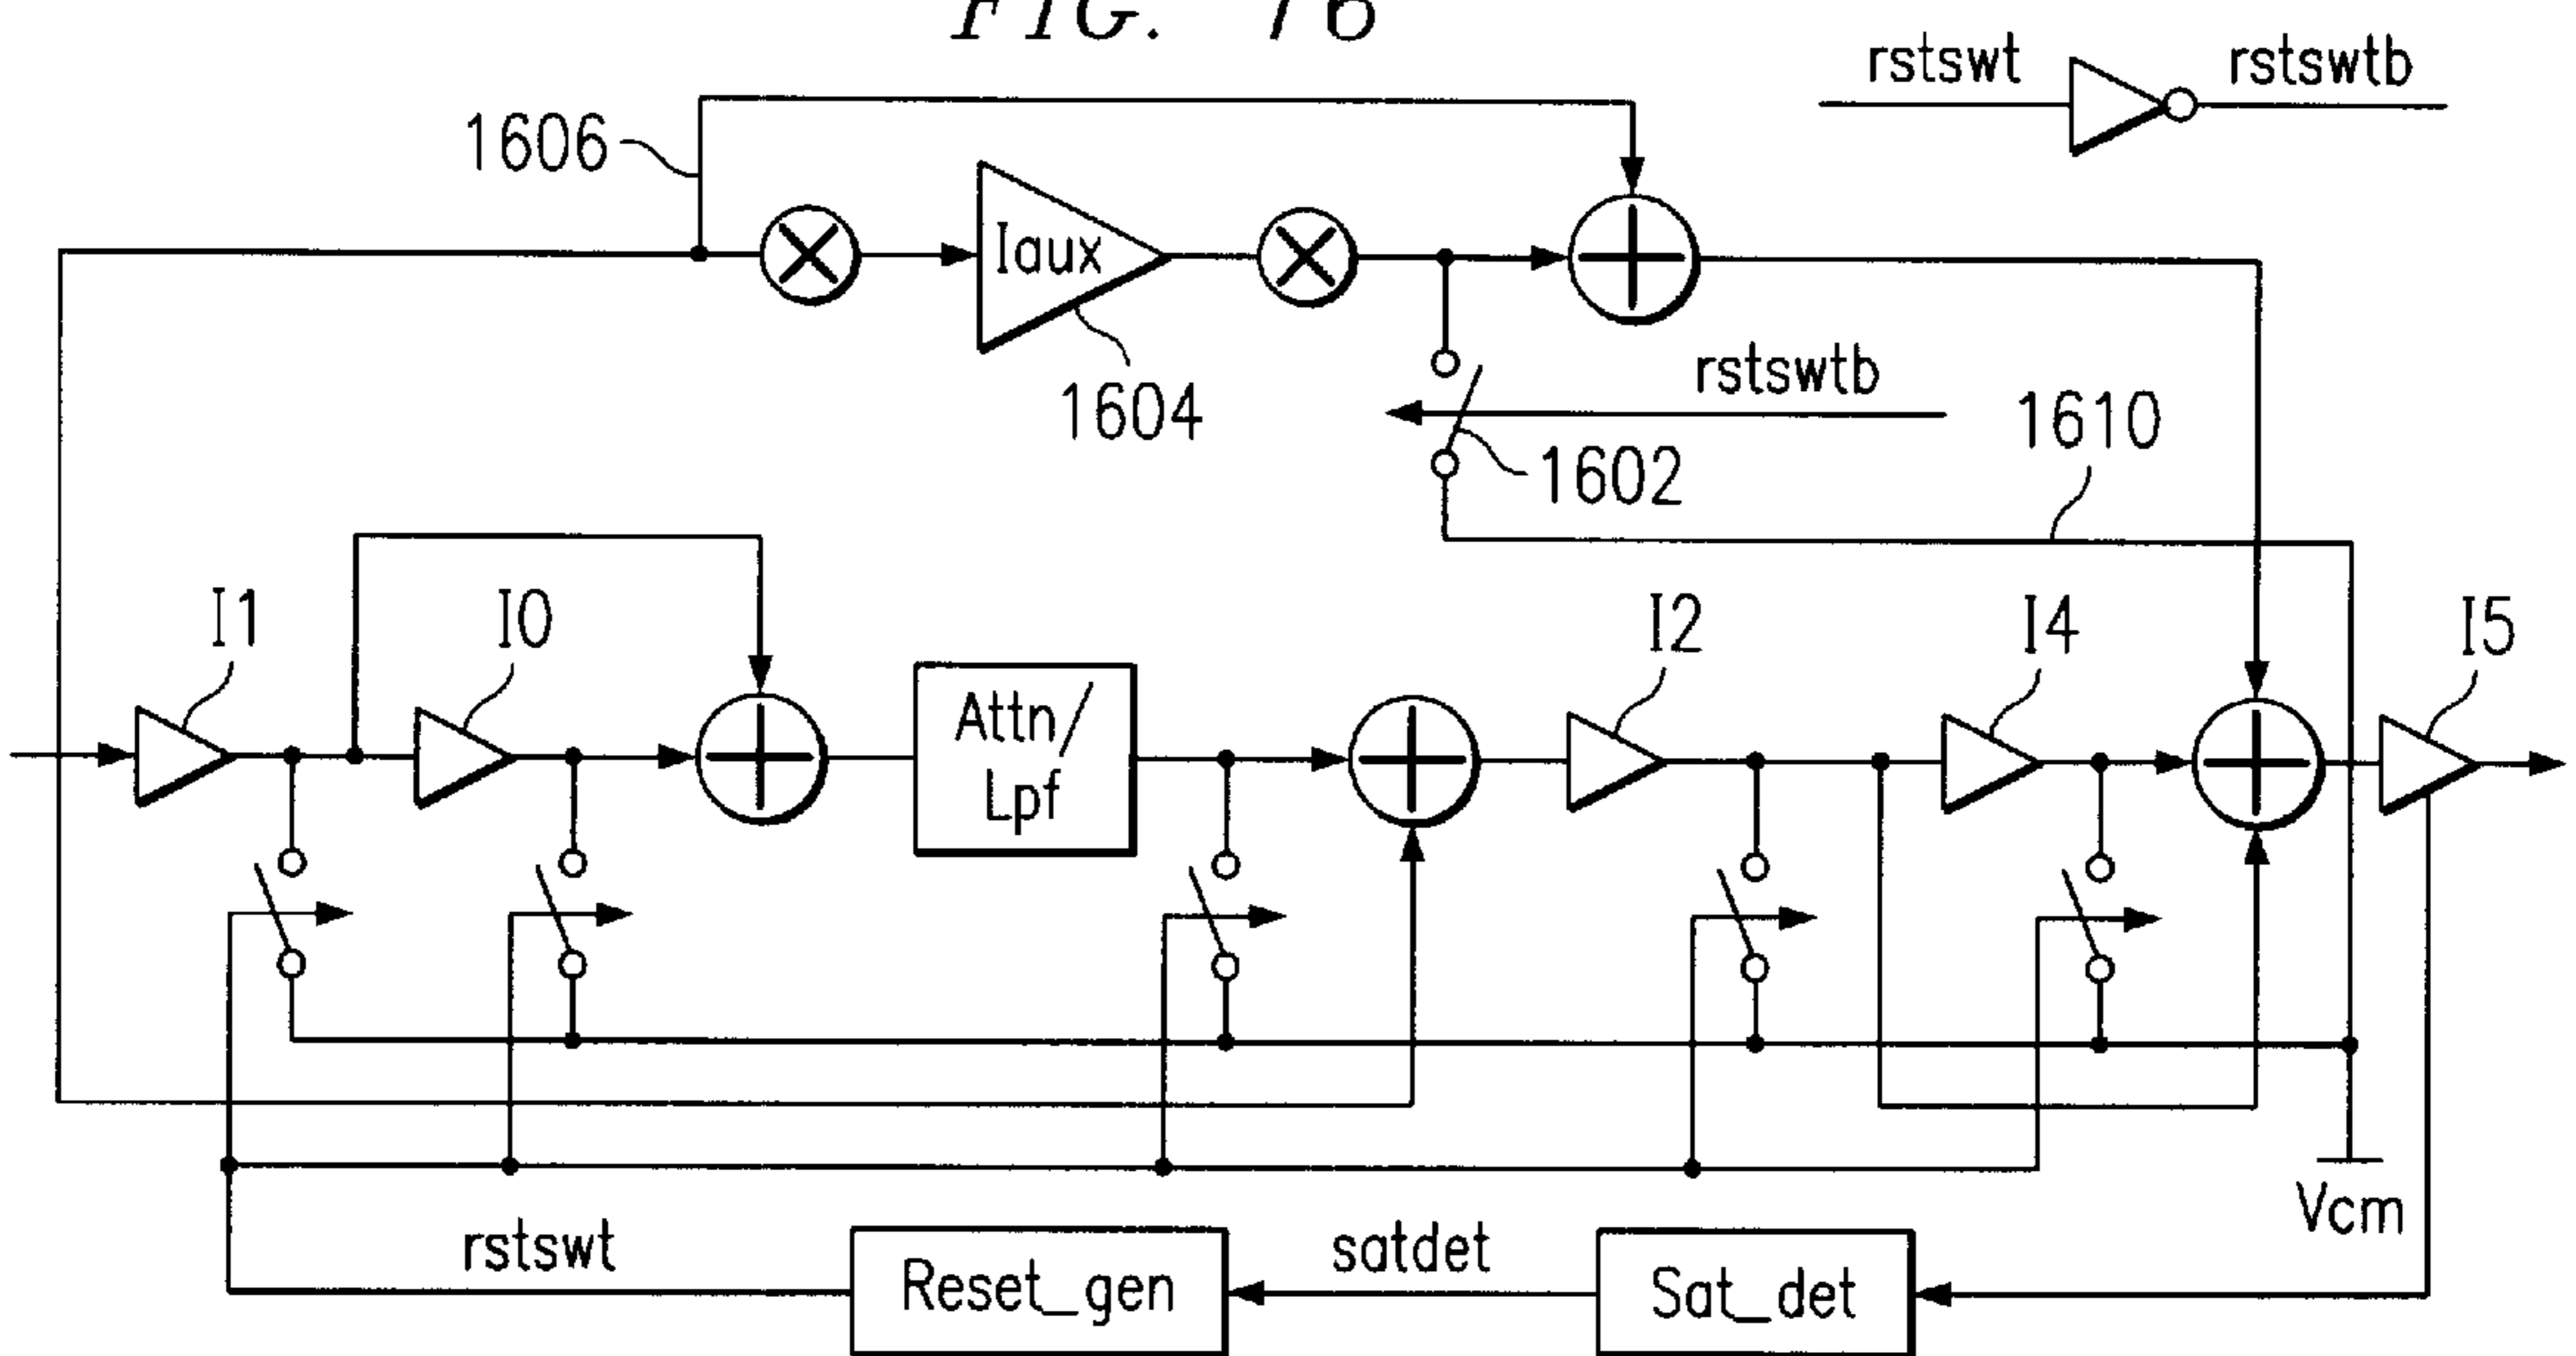 FIG. 16
rstswt
rstswtb
1606
Iaux
1604
rstswtb
1602
1610
I1
I0
I2
I4
I5
Attn/
Lpf
Vcm
rstswt
Reset_gen
satdet
Sat_det